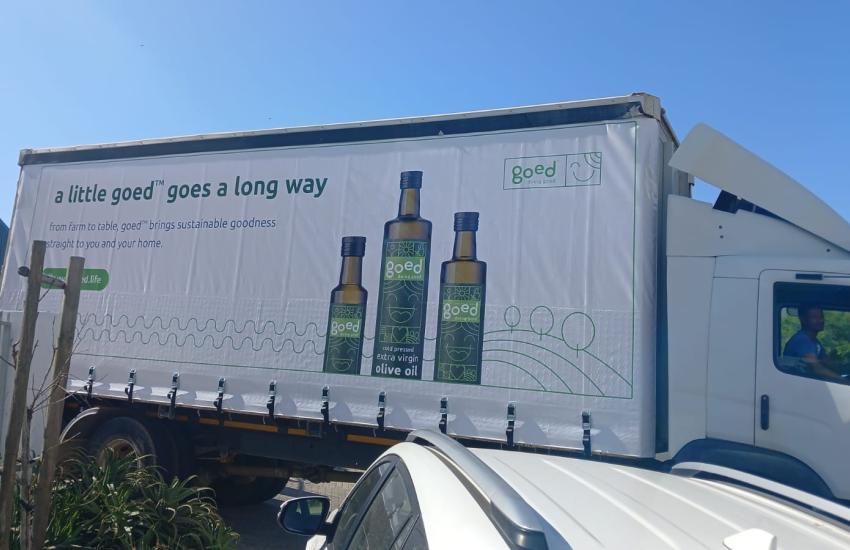 a little goed™ goes a long way
from farm to table, goed™ brings sustainable goodness
straight to you and your home.
goed
goed
goed
goed
cold pressed
extra virgin
olive oil